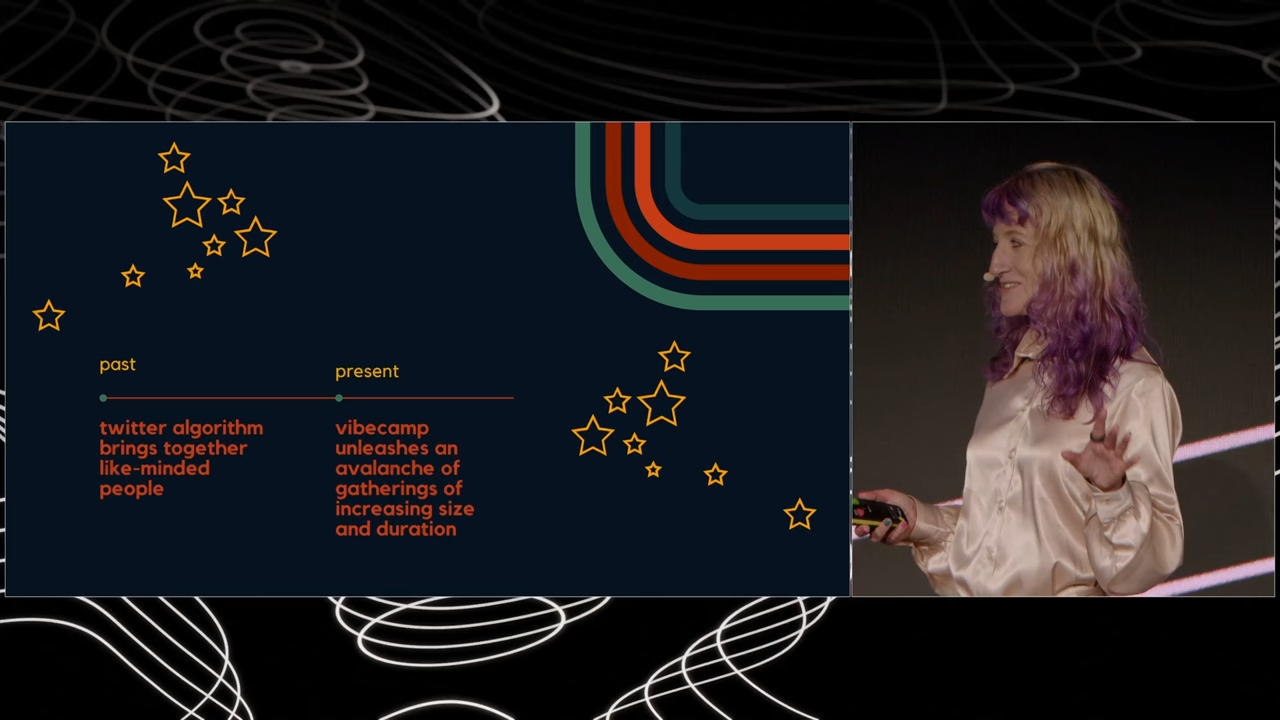 past
present
twitter algorithm
brings together
like-minded
people
vibecamp
unleashes an
avalanche of
gatherings of
increasing size
and duration